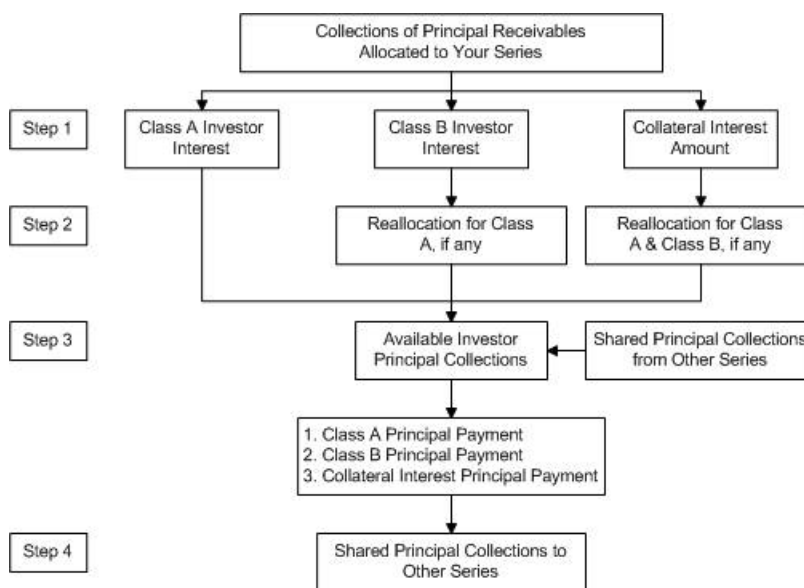 Collections of Principal Receivables
Allocated to Your Series
Step 1
Class A Investor
Interest
Class B Investor
Interest
Collateral Interest
Amount
Step 2
Reallocation for Class
A, if any
Reallocation for Class
A & Class B, if any
Step 3
Available Investor
Principal Collections
Shared Principal Collections
from Other Series
1. Class A Principal Payment
2. Class B Principal Payment
3. Collateral Interest Principal Payment
Step 4
Shared Principal Collections to
Other Series